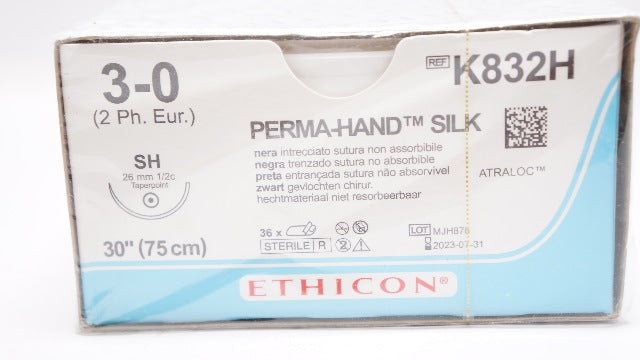 3-0
(2 Ph. Eur.)
REF K832H
PERMA-HAND™ SILK
nera intrecciato sutura non assorbibile
negra trenzado sutura no absorbible
preta entrançada sutura não absorvível
zwart gevlochten chirur.
hechtmateriaal niet resorbeerbaar
ATRALOC™
SH
26 mm 1/2c
Taperpoint
36 x
STERILE R
LOT MJH878
2023-07-31
30" (75 cm)
ETHICON®